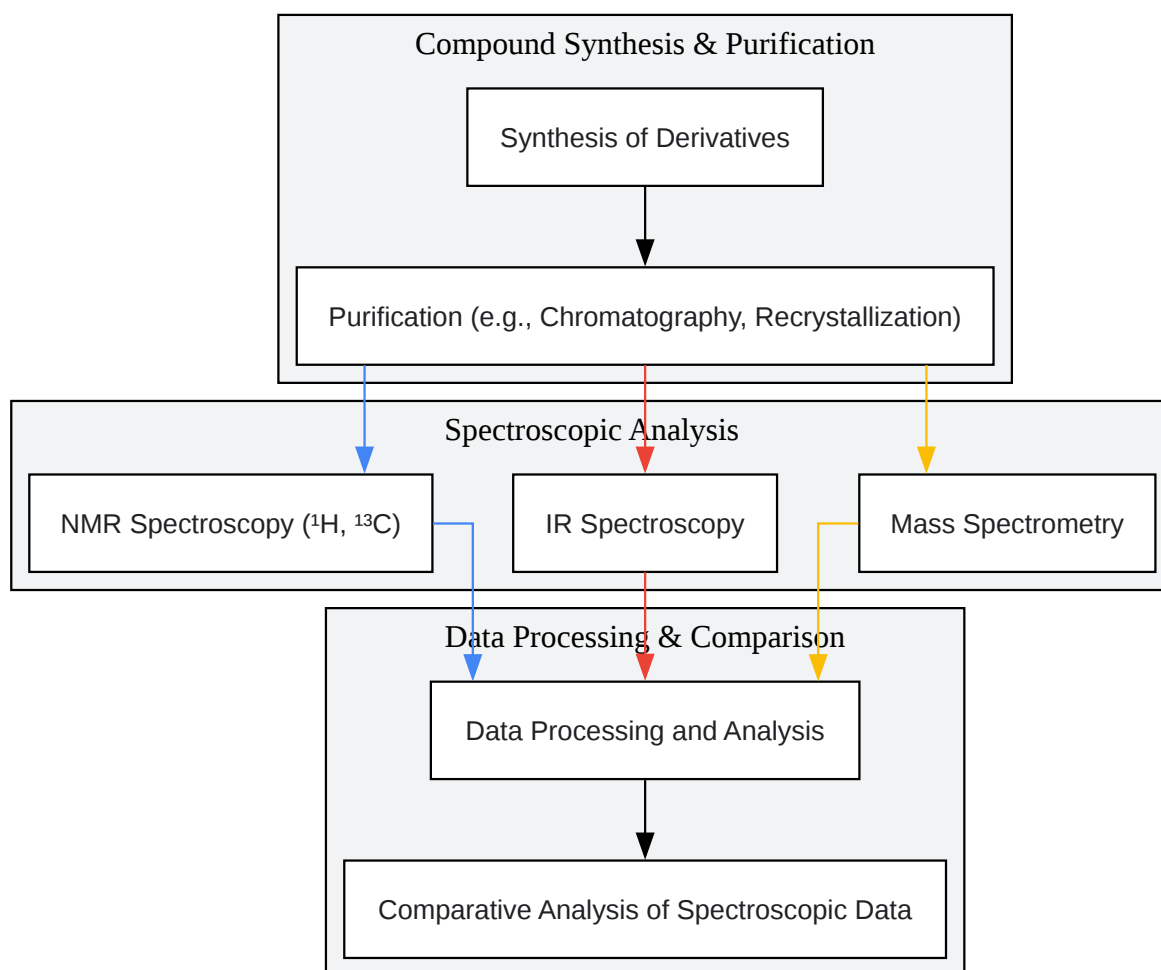 Compound Synthesis & Purification
Synthesis of Derivatives
Purification (e.g., Chromatography, Recrystallization)
Spectroscopic Analysis
NMR Spectroscopy (¹H, ¹³C)
IR Spectroscopy
Mass Spectrometry
Data Processing & Comparison
Data Processing and Analysis
Comparative Analysis of Spectroscopic Data